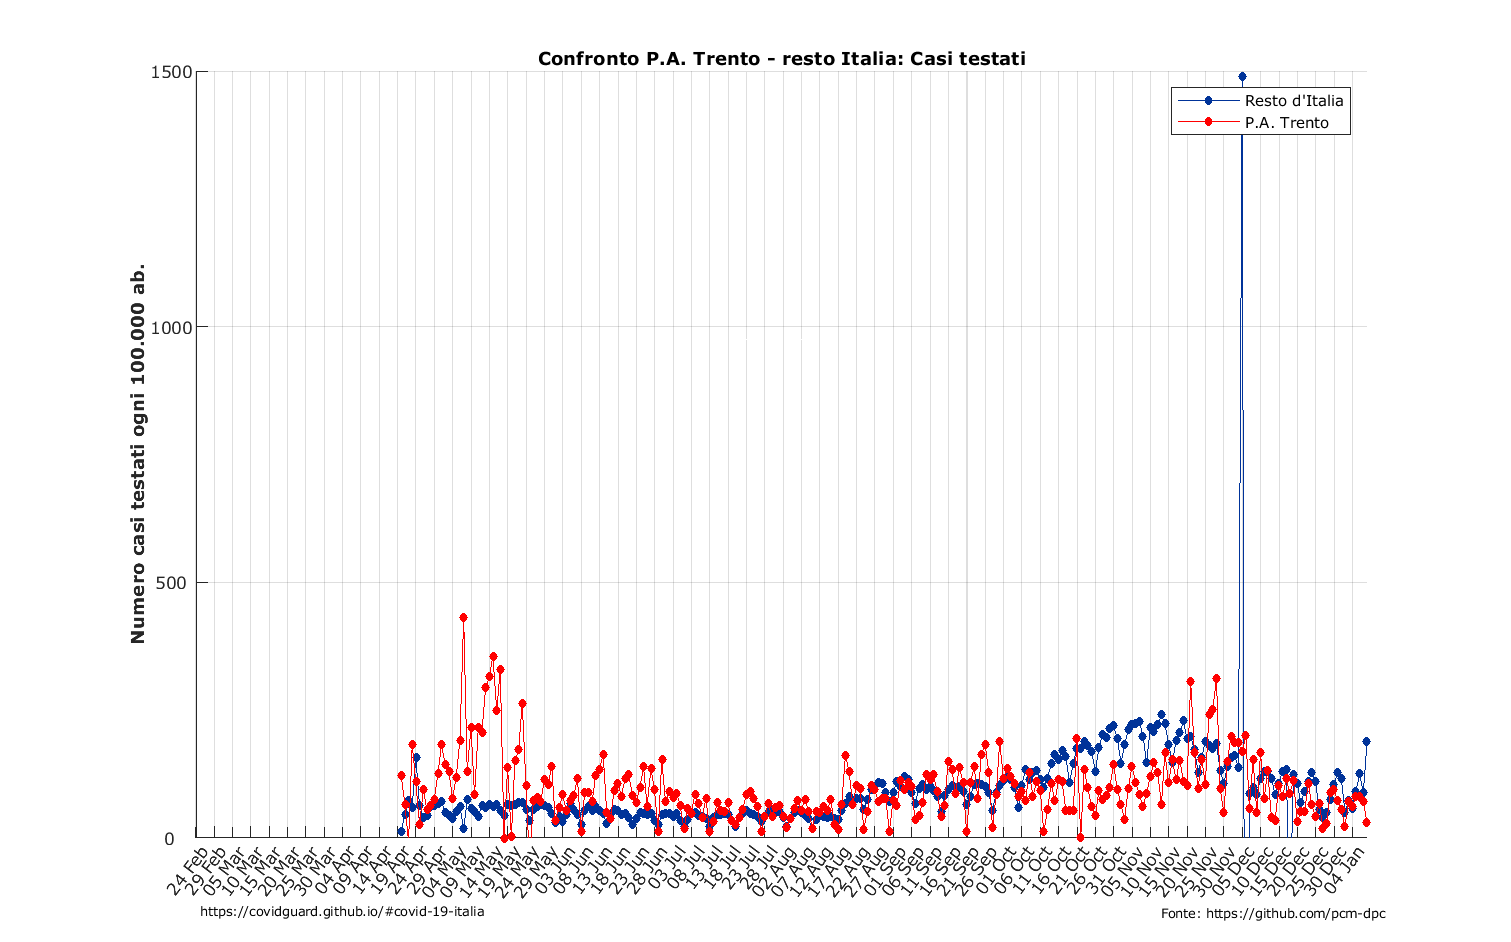 Confronto P.A. Trento - resto Italia: Casi testati
Numero casi testati ogni 100.000 ab.
1500
1000
500
0
Resto d'Italia
P.A. Trento
24 Feb
29 Feb
05 Mar
10 Mar
15 Mar
20 Mar
25 Mar
30 Mar
04 Apr
09 Apr
14 Apr
19 Apr
24 Apr
29 Apr
04 May
09 May
14 May
19 May
24 May
29 May
03 Jun
08 Jun
13 Jun
18 Jun
23 Jun
28 Jun
03 Jul
08 Jul
13 Jul
18 Jul
23 Jul
28 Jul
02 Aug
07 Aug
12 Aug
17 Aug
22 Aug
27 Aug
01 Sep
06 Sep
11 Sep
16 Sep
21 Sep
26 Sep
01 Oct
06 Oct
11 Oct
16 Oct
21 Oct
26 Oct
31 Oct
05 Nov
10 Nov
15 Nov
20 Nov
25 Nov
30 Nov
05 Dec
10 Dec
15 Dec
20 Dec
25 Dec
30 Dec
04 Jan
https://covidguard.github.io/#covid-19-italia
Fonte: https://github.com/pcm-dpc